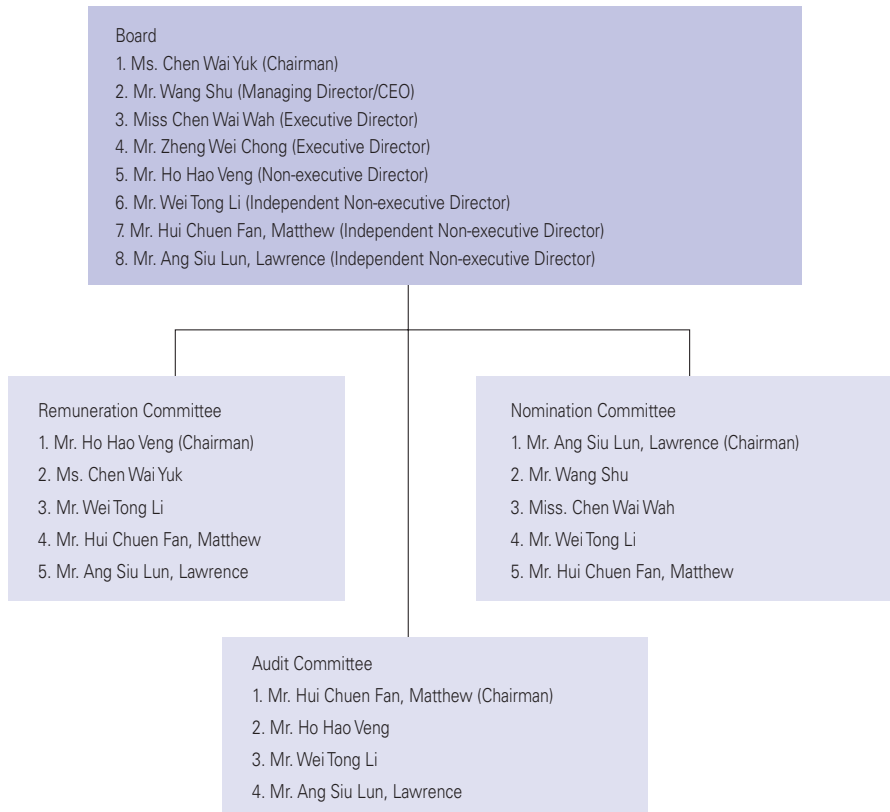 Board
1. Ms. Chen Wai Yuk (Chairman)
2. Mr. Wang Shu (Managing Director/CEO)
3. Miss Chen Wai Wah (Executive Director)
4. Mr. Zheng Wei Chong (Executive Director)
5. Mr. Ho Hao Veng (Non-executive Director)
6. Mr. Wei Tong Li (Independent Non-executive Director)
7. Mr. Hui Chuen Fan, Matthew (Independent Non-executive Director)
8. Mr. Ang Siu Lun, Lawrence (Independent Non-executive Director)
Remuneration Committee
1. Mr. Ho Hao Veng (Chairman)
2. Ms. Chen Wai Yuk
3. Mr. Wei Tong Li
4. Mr. Hui Chuen Fan, Matthew
5. Mr. Ang Siu Lun, Lawrence
Nomination Committee
1. Mr. Ang Siu Lun, Lawrence (Chairman)
2. Mr. Wang Shu
3. Miss. Chen Wai Wah
4. Mr. Wei Tong Li
5. Mr. Hui Chuen Fan, Matthew
Audit Committee
1. Mr. Hui Chuen Fan, Matthew (Chairman)
2. Mr. Ho Hao Veng
3. Mr. Wei Tong Li
4. Mr. Ang Siu Lun, Lawrence